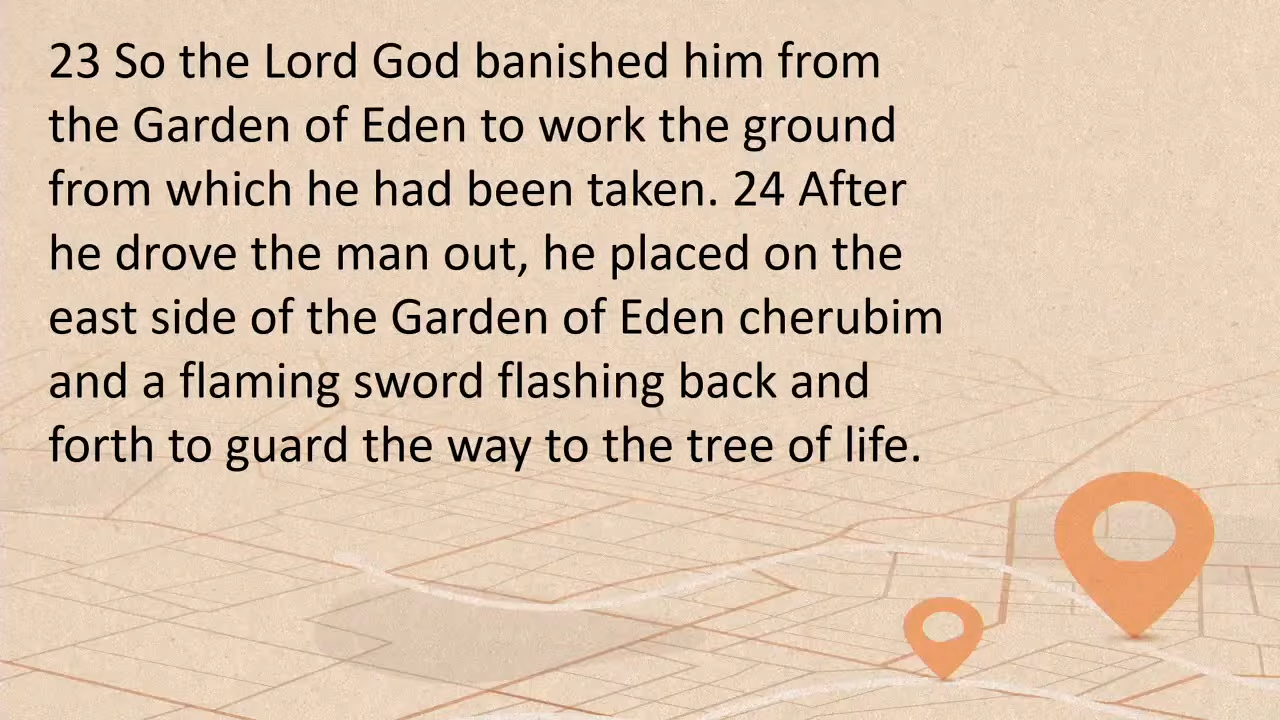 23 So the Lord God banished him from
the Garden of Eden to work the ground
from which he had been taken. 24 After
he drove the man out, he placed on the
east side of the Garden of Eden cherubim
and a flaming sword flashing back and
forth to guard the way to the tree of life.